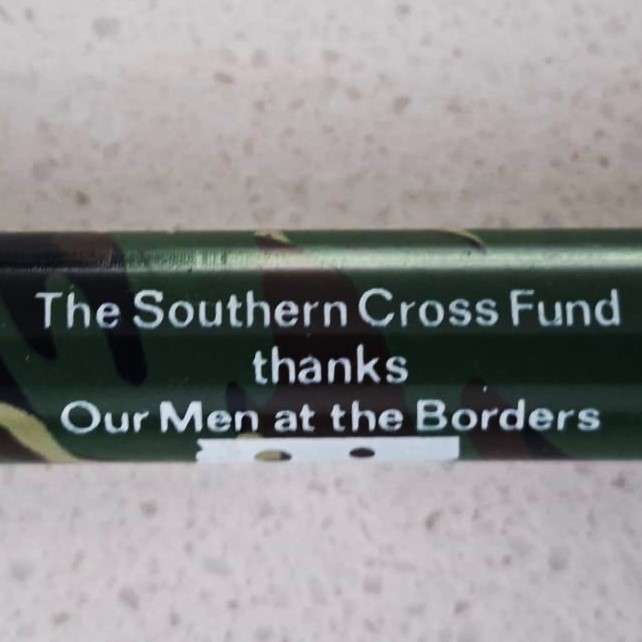 The Southern Cross Fund
thanks
Our Men at the Borders